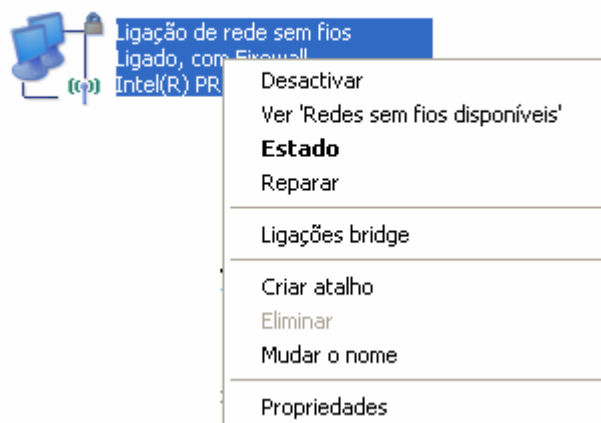 Ligação de rede sem fios
Ligado, com Firewall
Intel(R) PR
Desactivar
Ver 'Redes sem fios disponíveis'
Estado
Reparar
Ligações bridge
Criar atalho
Eliminar
Mudar o nome
Propriedades